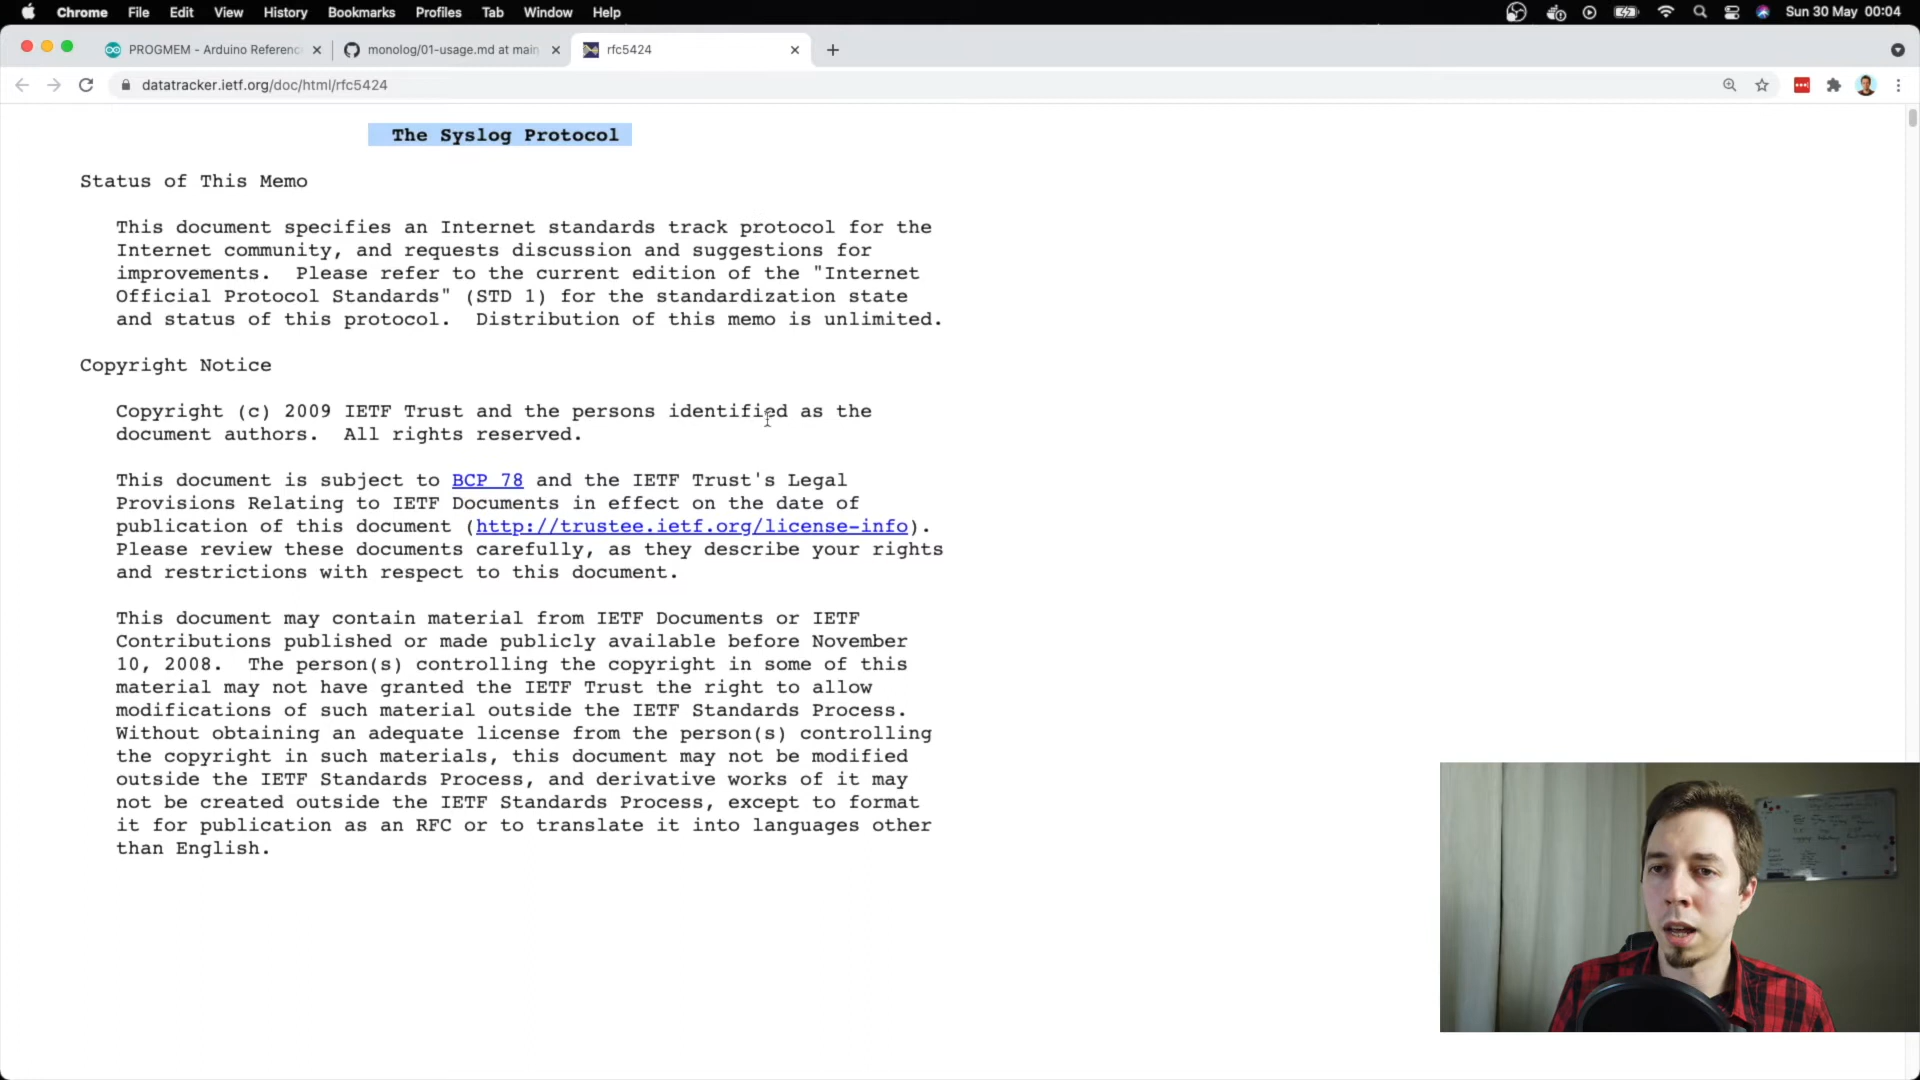 Chrome File Edit View History Bookmarks Profiles Tab Window Help Sun 30 May 00:04
PROGMEM - Arduino Referenc monolog/01-usage.md at main rfc5424
datatracker.ietf.org/doc/html/rfc5424
The Syslog Protocol
Status of This Memo
This document specifies an Internet standards track protocol for the
Internet community, and requests discussion and suggestions for
improvements. Please refer to the current edition of the "Internet
Official Protocol Standards" (STD 1) for the standardization state
and status of this protocol. Distribution of this memo is unlimited.
Copyright Notice
Copyright (c) 2009 IETF Trust and the persons identified as the
document authors. All rights reserved.
This document is subject to BCP 78 and the IETF Trust's Legal
Provisions Relating to IETF Documents in effect on the date of
publication of this document (http://trustee.ietf.org/license-info).
Please review these documents carefully, as they describe your rights
and restrictions with respect to this document.
This document may contain material from IETF Documents or IETF
Contributions published or made publicly available before November
10, 2008. The person(s) controlling the copyright in some of this
material may not have granted the IETF Trust the right to allow
modifications of such material outside the IETF Standards Process.
Without obtaining an adequate license from the person(s) controlling
the copyright in such materials, this document may not be modified
outside the IETF Standards Process, and derivative works of it may
not be created outside the IETF Standards Process, except to format
it for publication as an RFC or to translate it into languages other
than English.